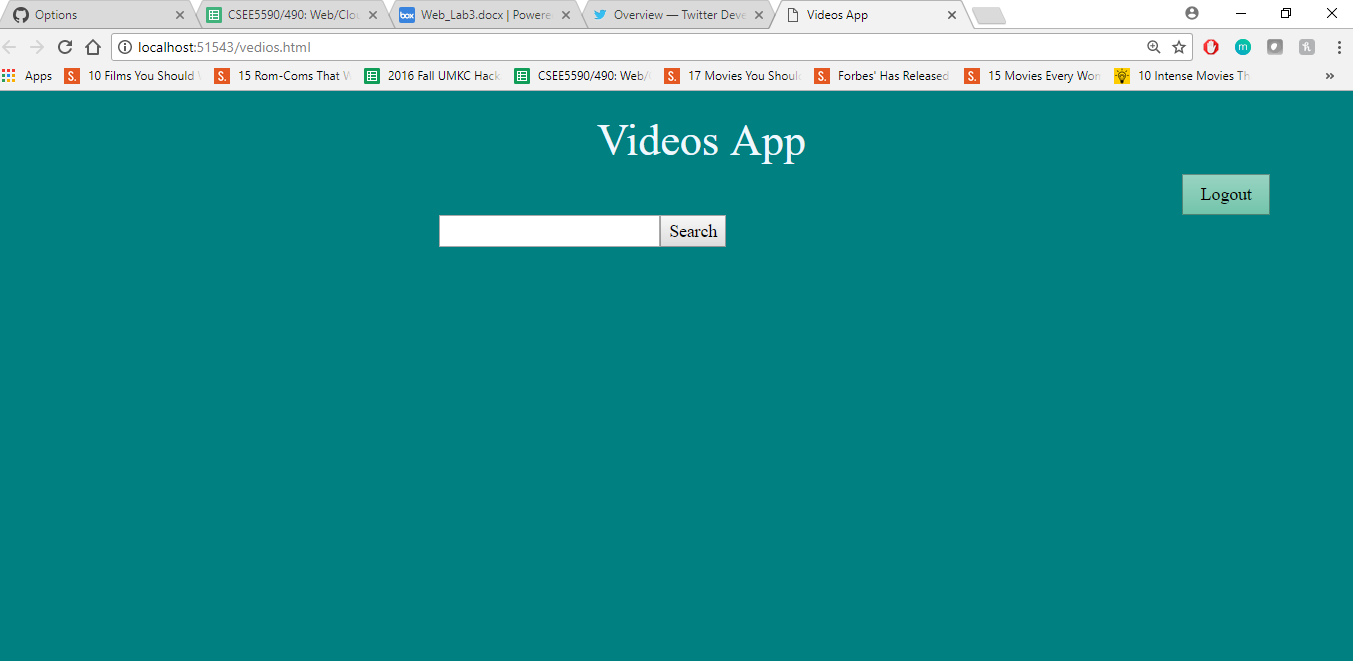 Options CSEE5590/490: Web/Clou Web_Lab3.docx | Powere Overview — Twitter Deve Videos App
localhost:51543/vedios.html
Apps S. 10 Films You Should S. 15 Rom-Coms That 2016 Fall UMKC Hack CSEE5590/490: Web/ S. 17 Movies You Shoul S. Forbes' Has Released S. 15 Movies Every Wom 10 Intense Movies Th »
Videos App
Logout
Search